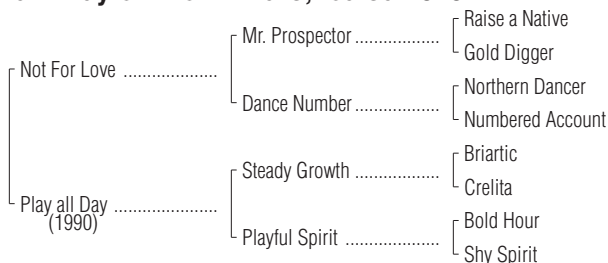 Raise a Native
Mr. Prospector ..................
Gold Digger
Not For Love ....................
Northern Dancer
Dance Number ..................
Numbered Account
Briartic
Steady Growth ..................
Crelita
Play all Day ......................
(1990)
Bold Hour
Playful Spirit ....................
Shy Spirit